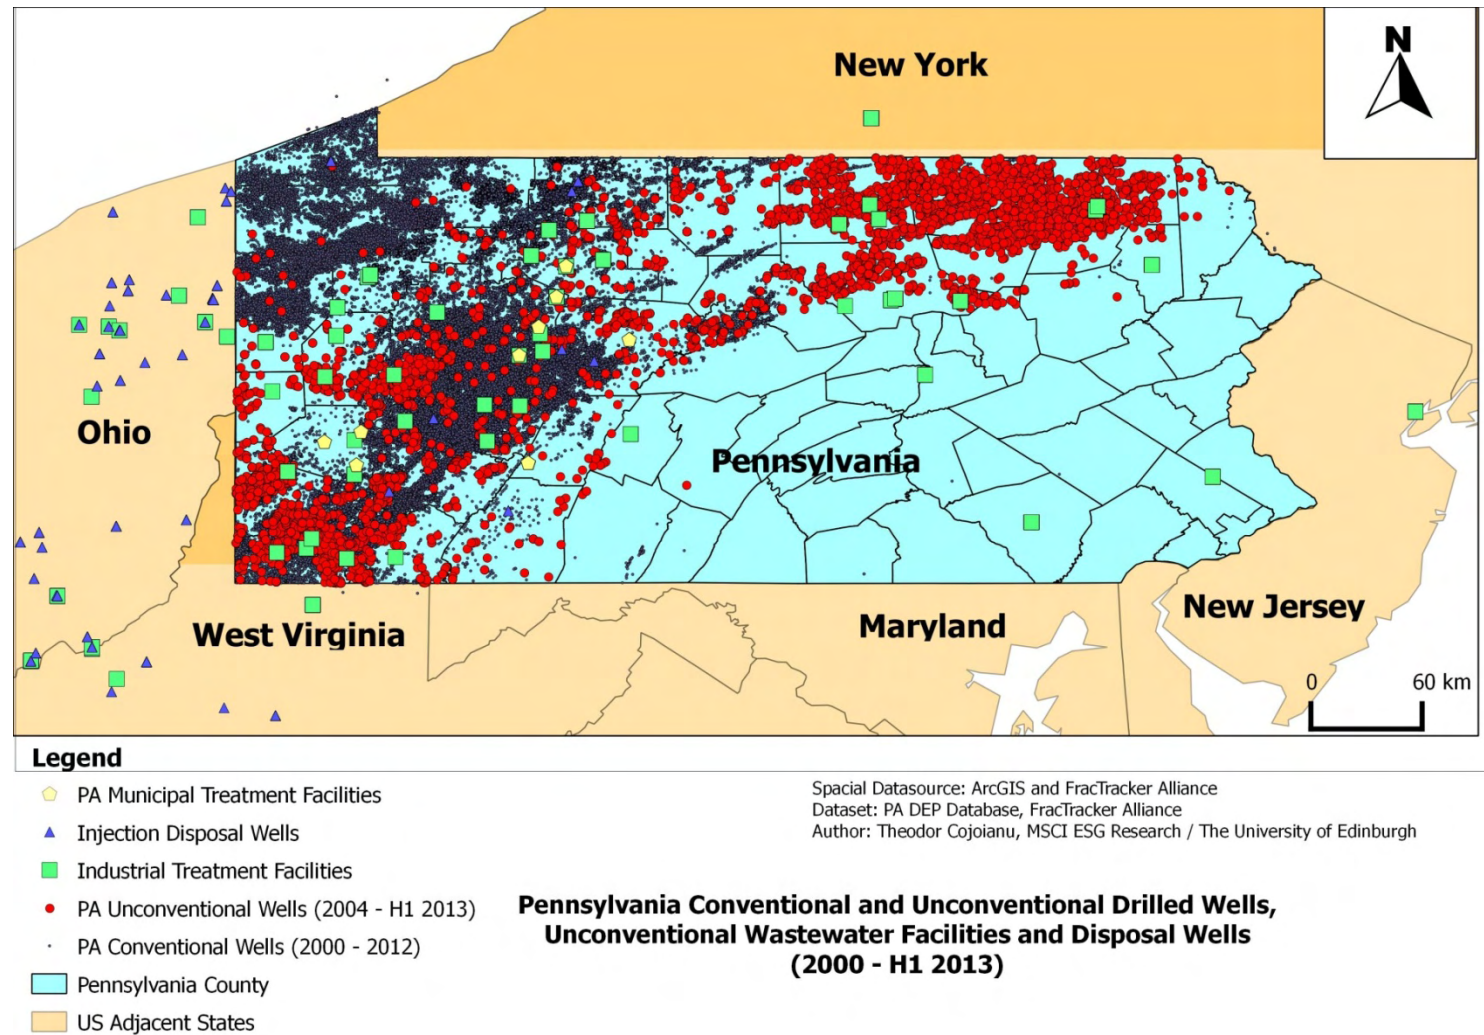 N
New York
Ohio
Pennsylvania
West Virginia
Maryland
New Jersey
0 60 km
Legend
PA Municipal Treatment Facilities
Injection Disposal Wells
Industrial Treatment Facilities
PA Unconventional Wells (2004 - H1 2013)
PA Conventional Wells (2000 - 2012)
Pennsylvania County
US Adjacent States
Spacial Datasource: ArcGIS and FracTracker Alliance
Dataset: PA DEP Database, FracTracker Alliance
Author: Theodor Cojoianu, MSCI ESG Research / The University of Edinburgh
Pennsylvania Conventional and Unconventional Drilled Wells,
Unconventional Wastewater Facilities and Disposal Wells
(2000 - H1 2013)